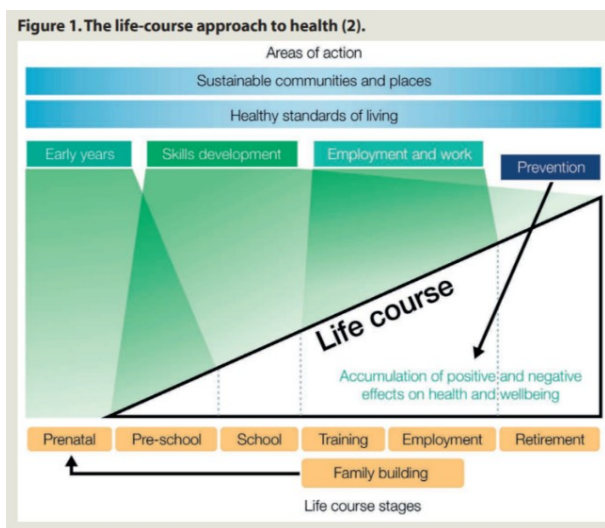 Figure 1. The life-course approach to health (2).
Areas of action
Sustainable communities and places
Healthy standards of living
Early years
Skills development
Employment and work
Prevention
Life course
Accumulation of positive and negative
effects on health and wellbeing
Prenatal
Pre-school
School
Training
Employment
Retirement
Family building
Life course stages